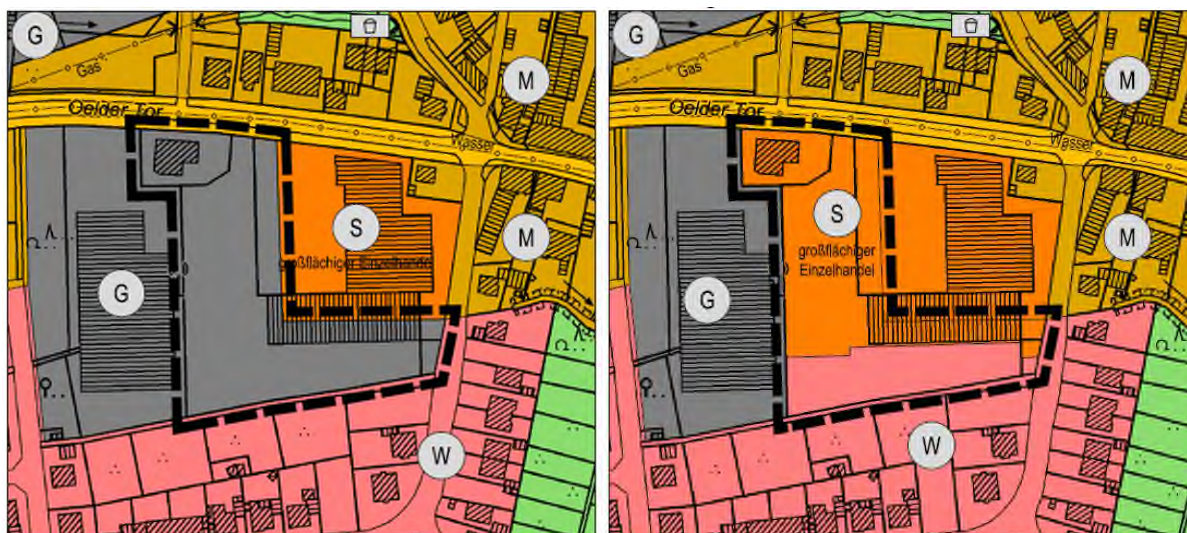 G
Gas
M
Oelder Tor
Wasser
S
großflächiger Einzelhandel
M
G
W
G
Gas
M
Oelder Tor
Wasser
S
großflächiger
Einzelhandel
M
G
W